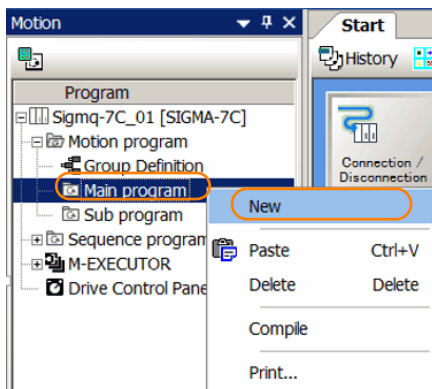 Motion
Start
History
Program
Sigmq-7C_01 [SIGMA-7C]
Motion program
Group Definition
Main program
Sub program
Sequence program
M-EXECUTOR
Drive Control Pane
Connection /
Disconnection
New
Paste Ctrl+V
Delete Delete
Compile
Print...